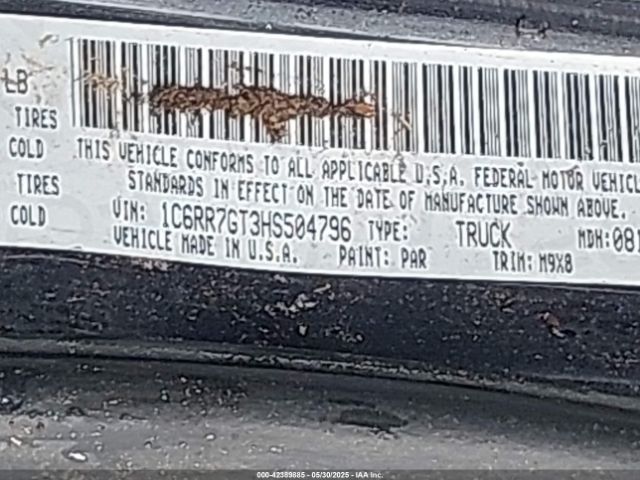 LB
TIRES
COLD THIS VEHICLE CONFORMS TO ALL APPLICABLE U.S.A. FEDERAL MOTOR VEHICL
TIRES STANDARDS IN EFFECT ON THE DATE OF MANUFACTURE SHOWN ABOVE.
COLD VIN: 1C6RR7GT3HS504796 TYPE: TRUCK MDH:081
VEHICLE MADE IN U.S.A. PAINT: PAR TRIM: M9X8
000-42389885 - 05/30/2025 - IAA Inc.